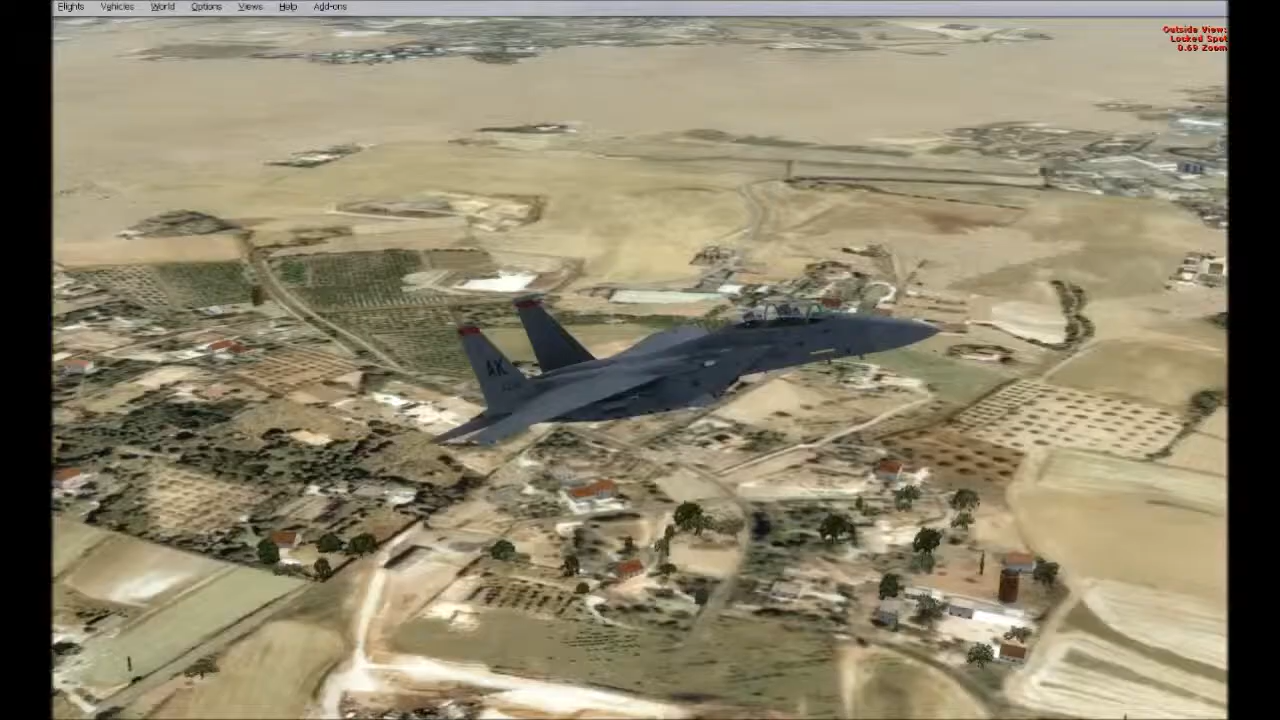 Flights Vehicles World Options Views Help Add-ons
Outside View:
Locked Spot
0.69 Zoom
AK